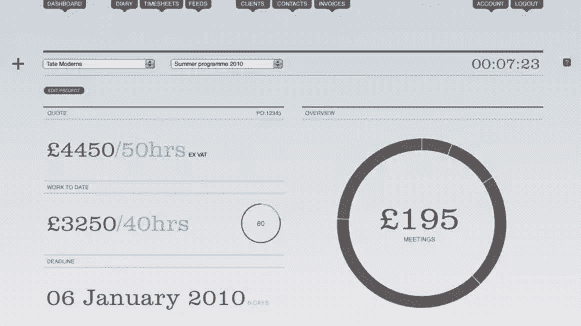 DASHBOARD DIARY TIMESHEETS FEEDS CLIENTS CONTACTS INVOICES ACCOUNT LOGOUT
+ Tate Moderns Summer programme 2010 00:07:23 ?
EDIT PROJECT
QUOTE PO:12345 OVERVIEW
£4450/50hrs EX VAT
WORK TO DATE
£3250/40hrs 80
£195
MEETINGS
DEADLINE
06 January 2010